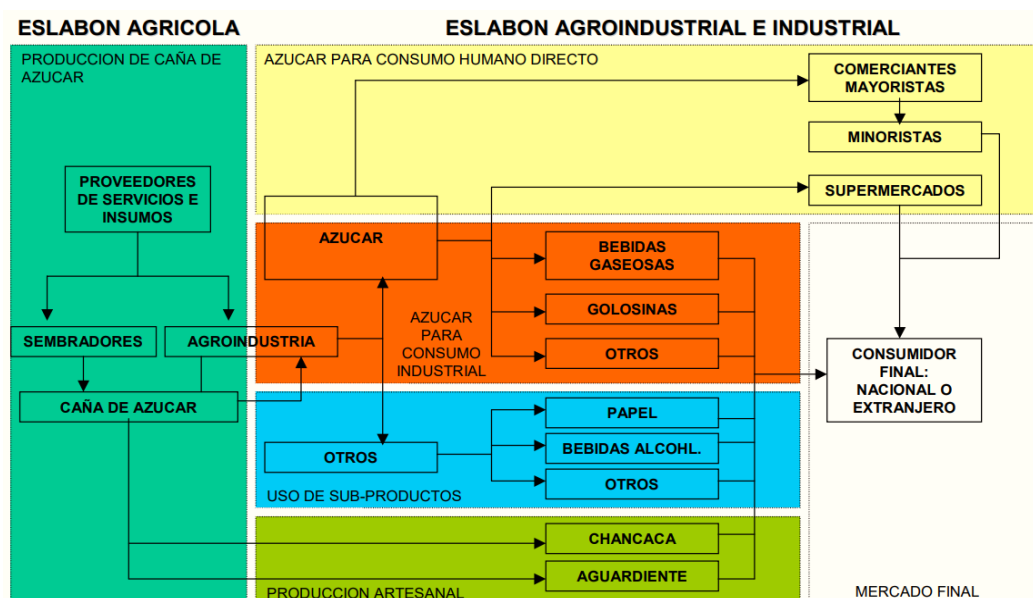 ESLABON AGRICOLA
ESLABON AGROINDUSTRIAL E INDUSTRIAL
PRODUCCION DE CAÑA DE
AZUCAR
PROVEEDORES
DE SERVICIOS E
INSUMOS
SEMBRADORES
AGROINDUSTRIA
CAÑA DE AZUCAR
AZUCAR PARA CONSUMO HUMANO DIRECTO
COMERCIANTES
MAYORISTAS
MINORISTAS
SUPERMERCADOS
AZUCAR
BEBIDAS
GASEOSAS
GOLOSINAS
OTROS
AZUCAR
PARA
CONSUMO
INDUSTRIAL
CONSUMIDOR
FINAL:
NACIONAL O
EXTRANJERO
OTROS
PAPEL
BEBIDAS ALCOHL.
OTROS
USO DE SUB-PRODUCTOS
CHANCACA
AGUARDIENTE
PRODUCCION ARTESANAL
MERCADO FINAL